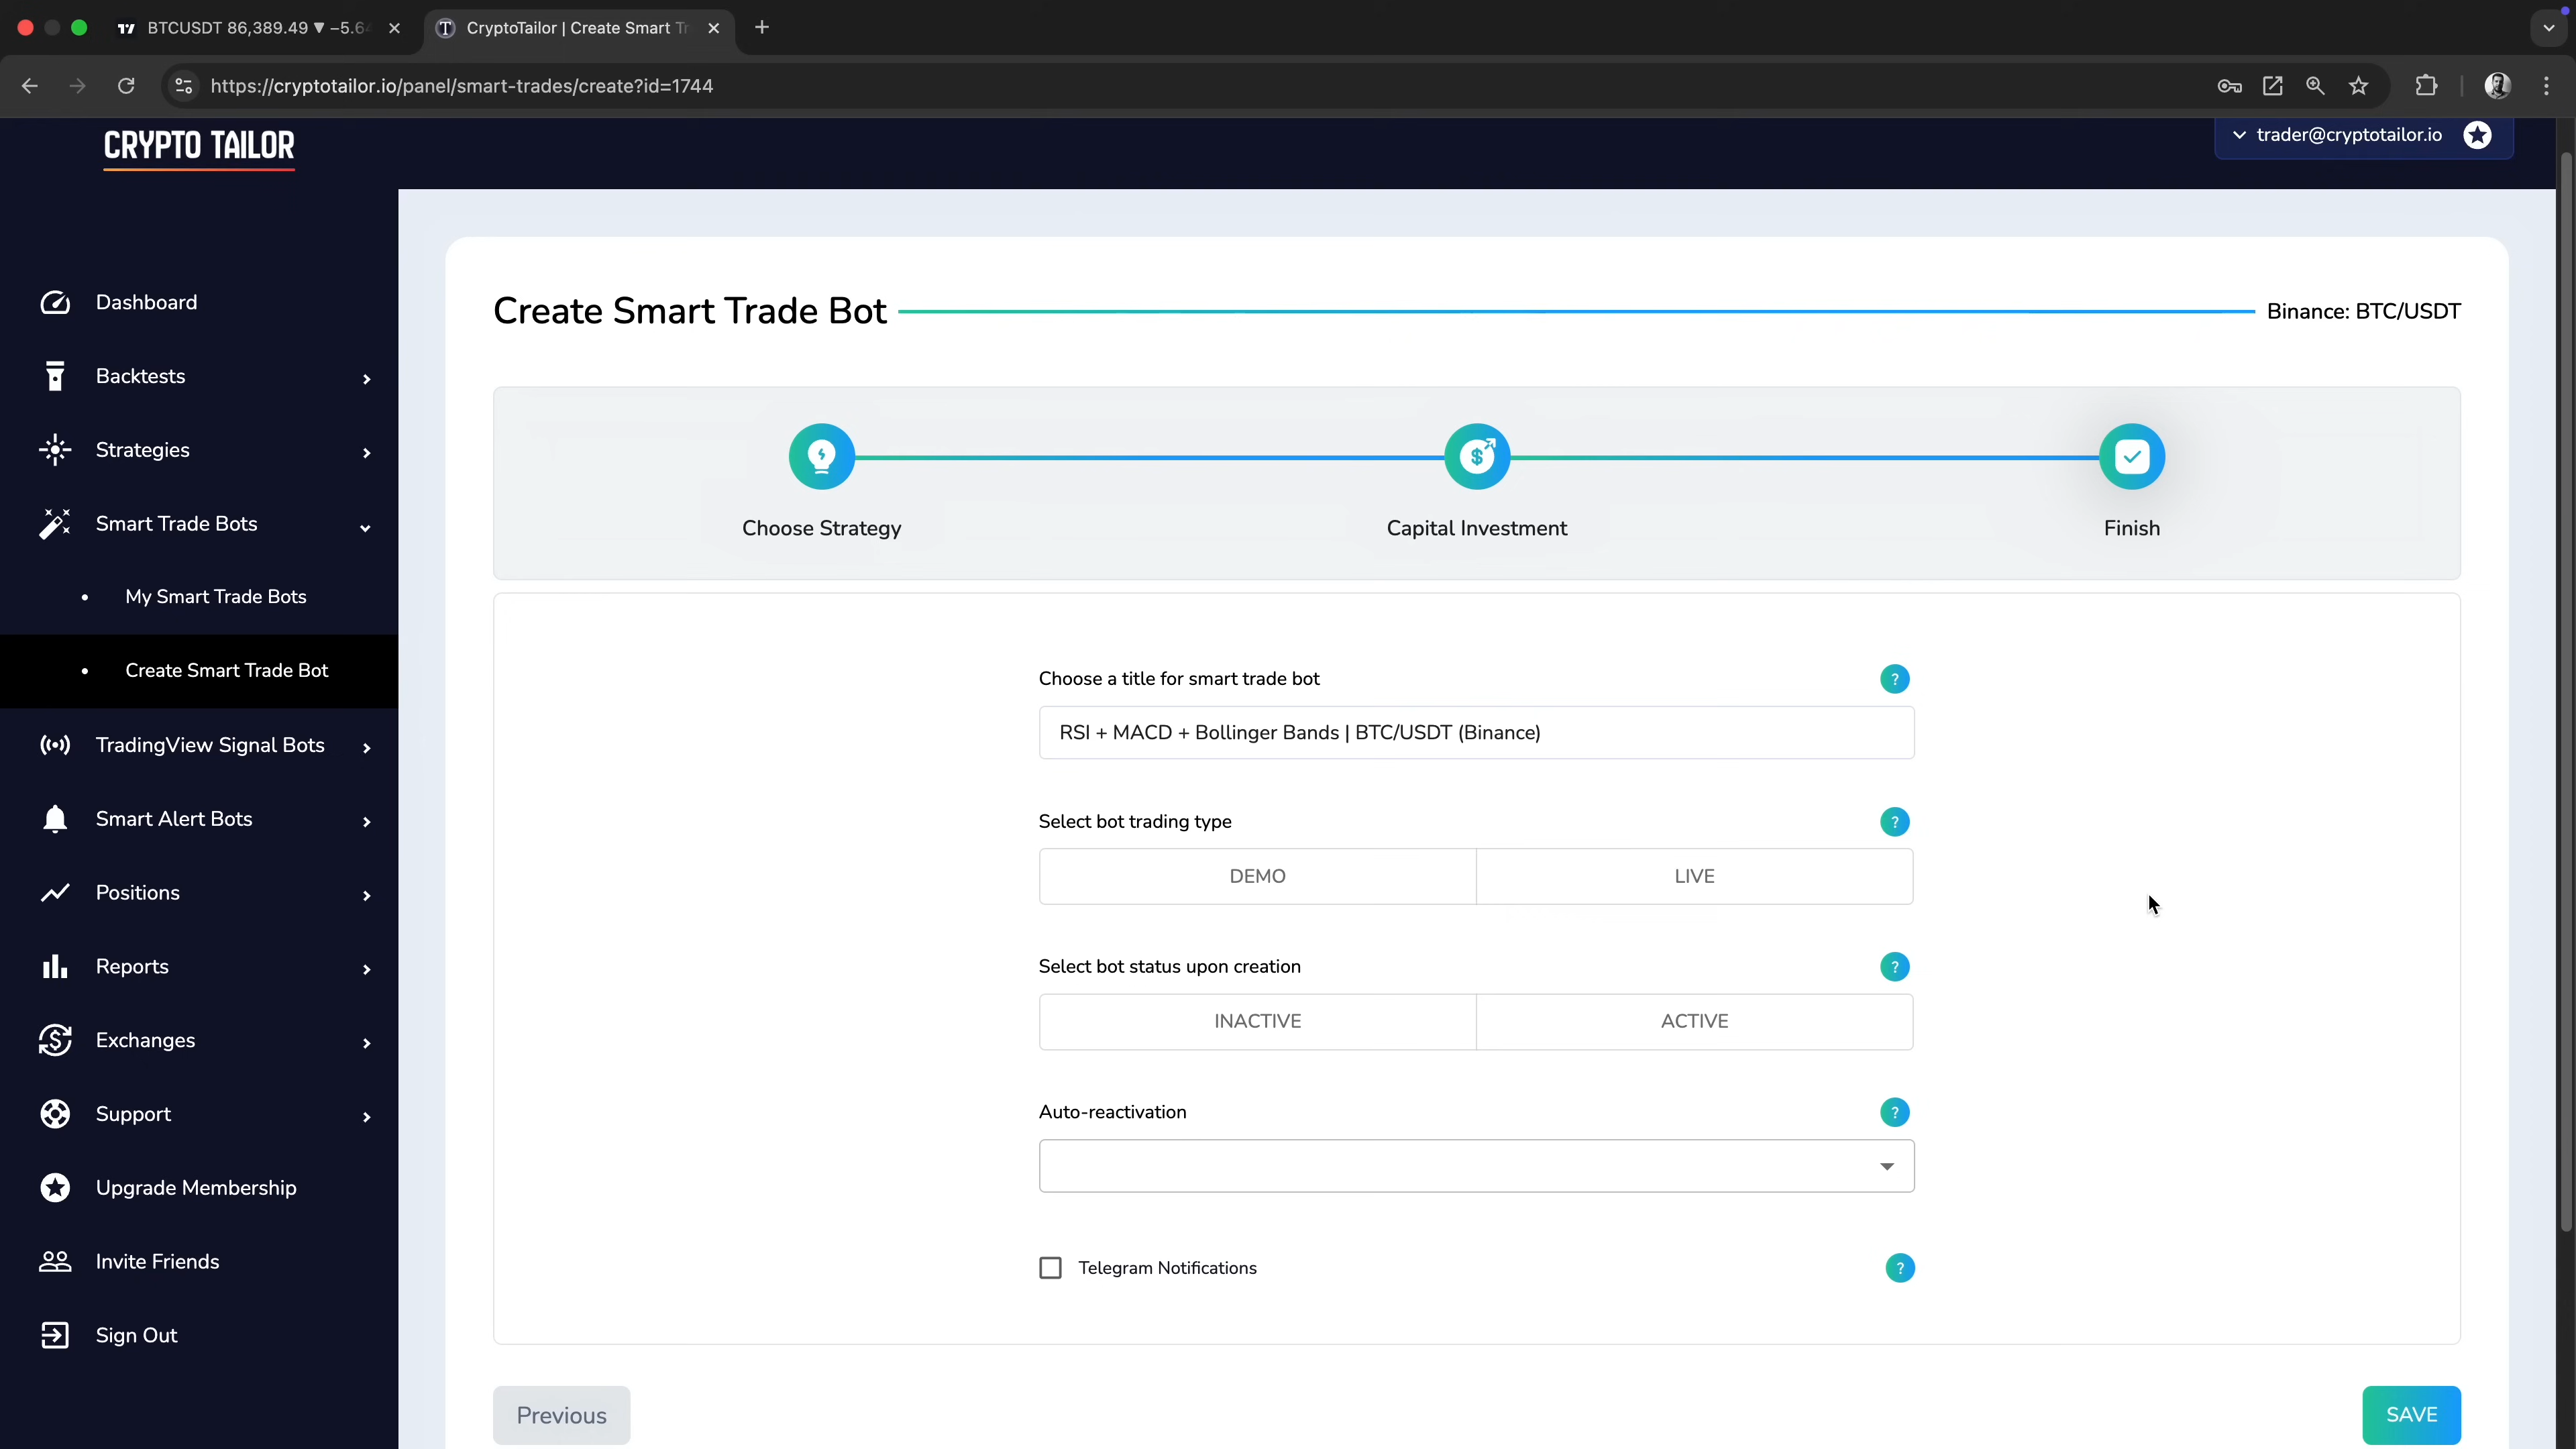 BTCUSDT 86,389.49 ▼ −5.6
CryptoTailor | Create Smart Tr
https://cryptotailor.io/panel/smart-trades/create?id=1744
CRYPTO TAILOR
trader@cryptotailor.io
Dashboard
Backtests
Strategies
Smart Trade Bots
My Smart Trade Bots
Create Smart Trade Bot
TradingView Signal Bots
Smart Alert Bots
Positions
Reports
Exchanges
Support
Upgrade Membership
Invite Friends
Sign Out
Create Smart Trade Bot
Binance: BTC/USDT
Choose Strategy
Capital Investment
Finish
Choose a title for smart trade bot ?
RSI + MACD + Bollinger Bands | BTC/USDT (Binance)
Select bot trading type ?
DEMO LIVE
Select bot status upon creation ?
INACTIVE ACTIVE
Auto-reactivation ?
Telegram Notifications ?
Previous
SAVE